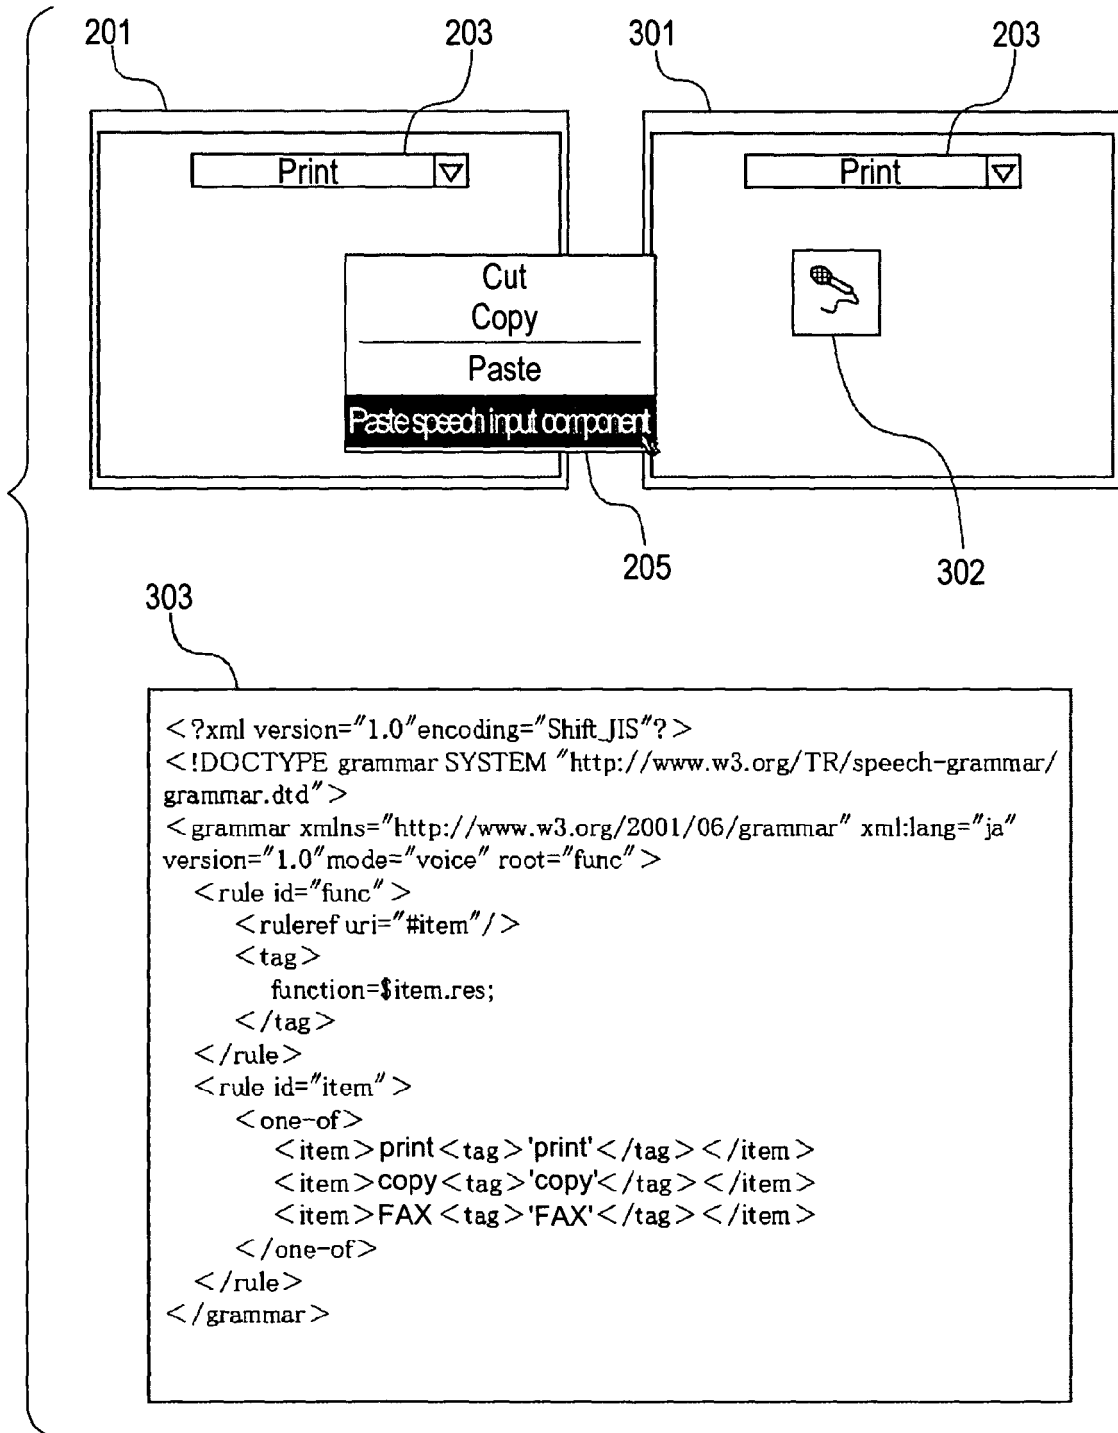 201
203
301
203
Print
Print
Cut
Copy
Paste
Paste speech input component
205
302
303
<?xml version="1.0"encoding="Shift_JIS"?>
<!DOCTYPE grammar SYSTEM "http://www.w3.org/TR/speech-grammar/
grammar.dtd">
<grammar xmlns="http://www.w3.org/2001/06/grammar" xml:lang="ja"
version="1.0"mode="voice" root="func">
<rule id="func">
<ruleref uri="#item"/>
<tag>
function=$item.res;
</tag>
</rule>
<rule id="item">
<one-of>
<item>print<tag>'print'</tag></item>
<item>copy<tag>'copy'</tag></item>
<item>FAX<tag>'FAX'</tag></item>
</one-of>
</rule>
</grammar>